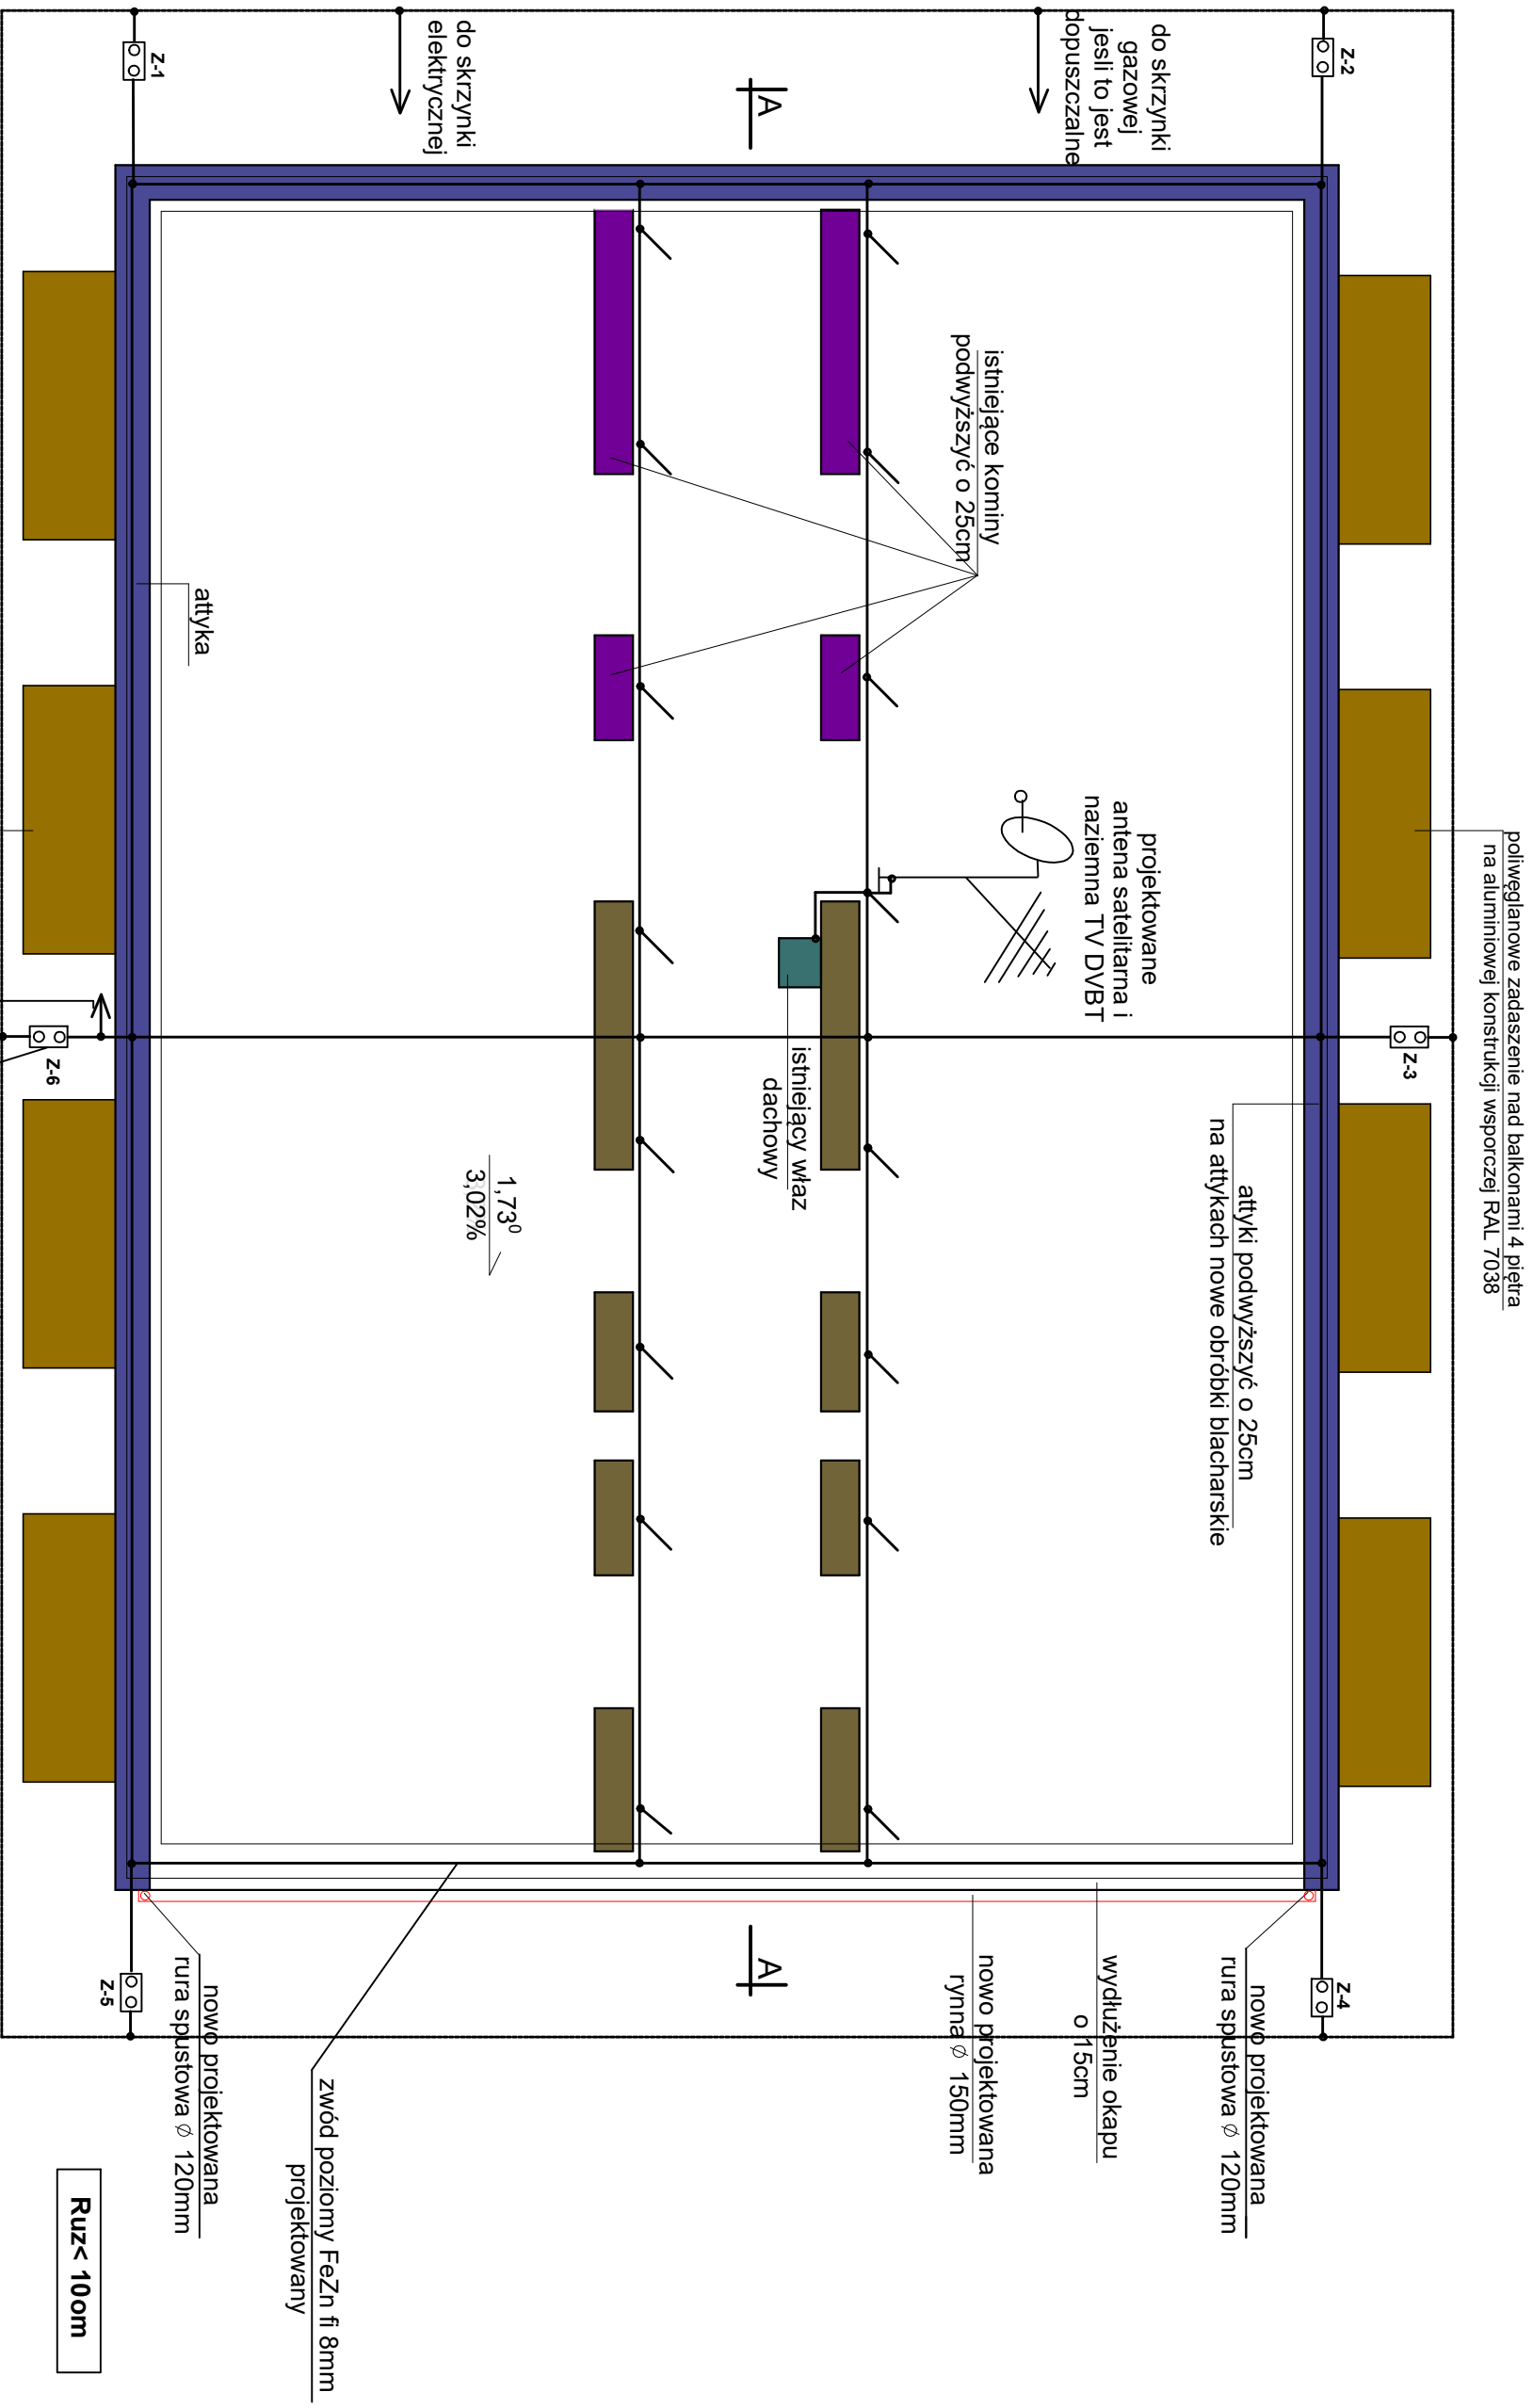 poliwęglanowe zadaszenie nad balkonami 4 piętra
na aluminiowej konstrukcji wsporczej RAL 7038
Z-2
do skrzynki
gazowej
jesli to jest
dopuszczalne
A
do skrzynki
elektrycznej
Z-1
istniejące kominy
podwyższyć o 25cm
attyka
projektowane
antena satelitarna i
naziemna TV DVBT
Z-3
Z-6
istniejący właz
dachowy
attyki podwyższyć o 25cm
na attykach nowe obróbki blacharskie
1,73⁰
3,02%
Z-4
nowo projektowana
rura spustowa ∅ 120mm
wydłużenie okapu
o 15cm
nowo projektowana
rynna ∅ 150mm
A
Z-5
nowo projektowana
rura spustowa ∅ 120mm
zwód poziomy FeZn fi 8mm
projektowany
Ruz< 10om